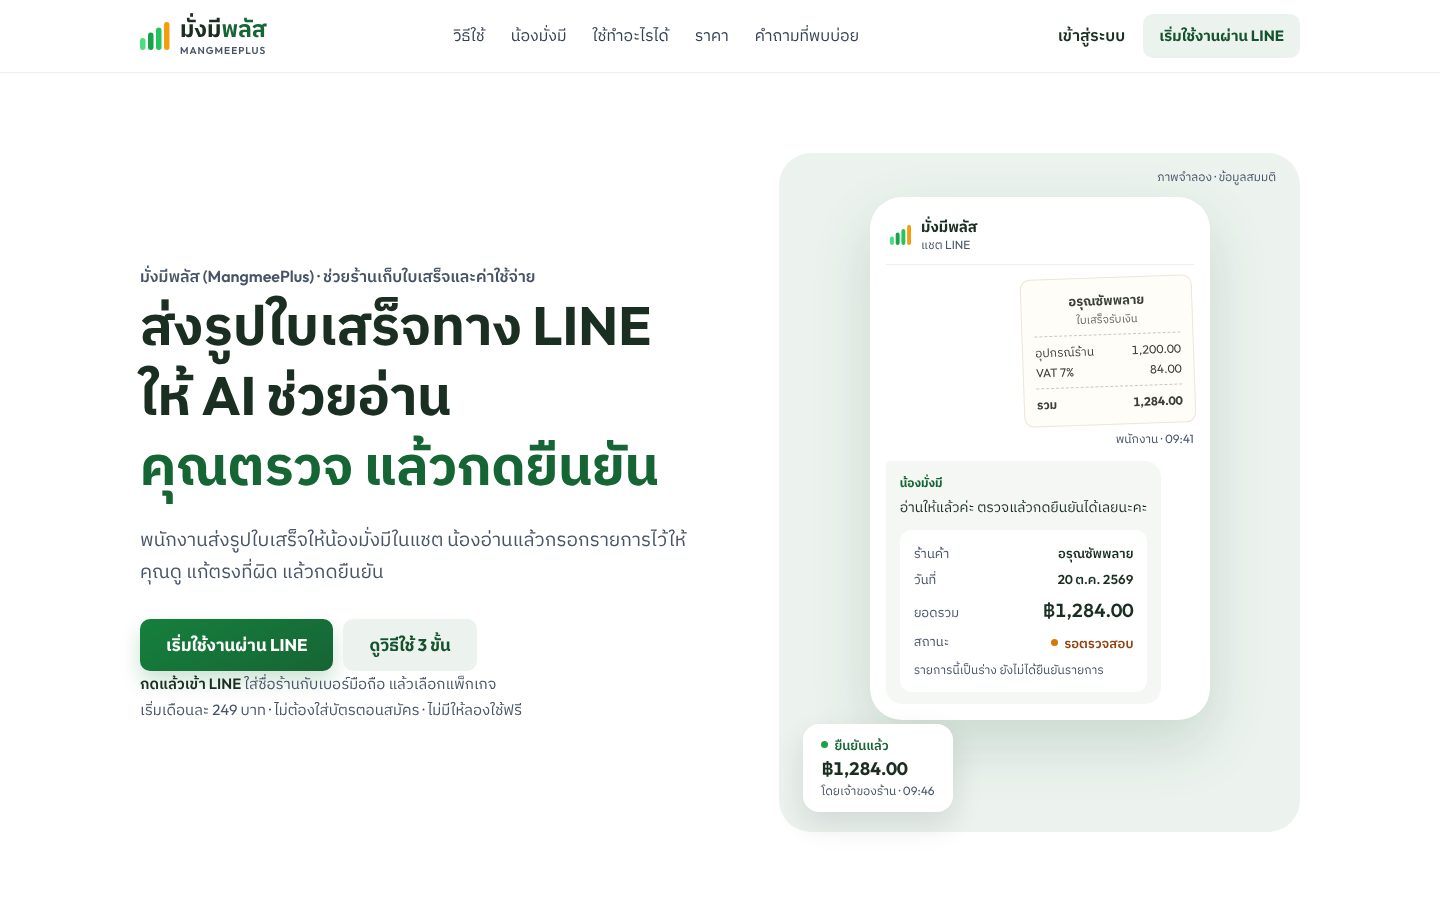 มั่งมีพลัส
MANGMEEPLUS
วิธีใช้
น้องมั่งมี
ใช้ทำอะไรได้
ราคา
คำถามที่พบบ่อย
เข้าสู่ระบบ
เริ่มใช้งานผ่าน LINE
มั่งมีพลัส (MangmeePlus) · ช่วยร้านเก็บใบเสร็จและค่าใช้จ่าย
ส่งรูปใบเสร็จทาง LINE
ให้ AI ช่วยอ่าน
คุณตรวจ แล้วกดยืนยัน
พนักงานส่งรูปใบเสร็จให้น้องมั่งมีในแชต น้องอ่านแล้วกรอกรายการไว้ให้
คุณดู แก้ตรงที่ผิด แล้วกดยืนยัน
เริ่มใช้งานผ่าน LINE
ดูวิธีใช้ 3 ขั้น
กดแล้วเข้า LINE ใส่ชื่อร้านกับเบอร์มือถือ แล้วเลือกแพ็กเกจ
เริ่มเดือนละ 249 บาท · ไม่ต้องใส่บัตรตอนสมัคร · ไม่มีให้ลองใช้ฟรี
ภาพจำลอง · ข้อมูลสมมติ
มั่งมีพลัส
แชต LINE
อรุณซัพพลาย
ใบเสร็จรับเงิน
อุปกรณ์ร้าน 1,200.00
VAT 7% 84.00
รวม 1,284.00
พนักงาน · 09:41
น้องมั่งมี
อ่านให้แล้วค่ะ ตรวจแล้วกดยืนยันได้เลยนะคะ
ร้านค้า อรุณซัพพลาย
วันที่ 20 ต.ค. 2569
ยอดรวม ฿1,284.00
สถานะ รอตรวจสอบ
รายการนี้เป็นร่าง ยังไม่ได้ยืนยันรายการ
ยืนยันแล้ว
฿1,284.00
โดยเจ้าของร้าน · 09:46